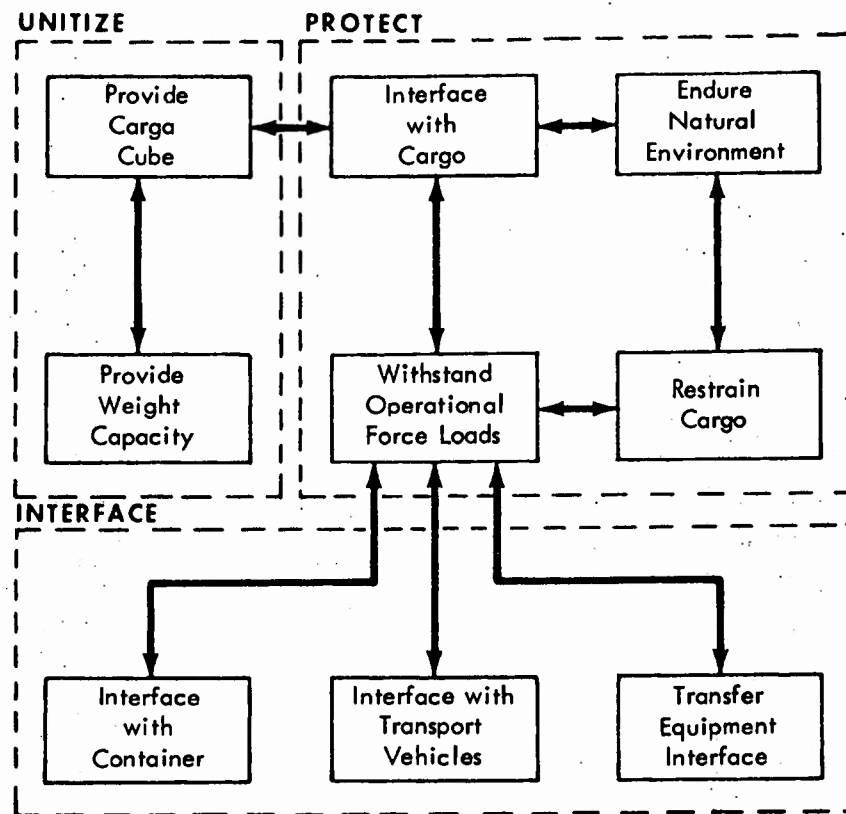 UNITIZE
PROTECT
Provide
Carga
Cube
Interface
with
Cargo
Endure
Natural
Environment
Provide
Weight
Capacity
Withstand
Operational
Force Loads
Restrain
Cargo
INTERFACE
Interface
with
Container
Interface with
Transport
Vehicles
Transfer
Equipment
Interface